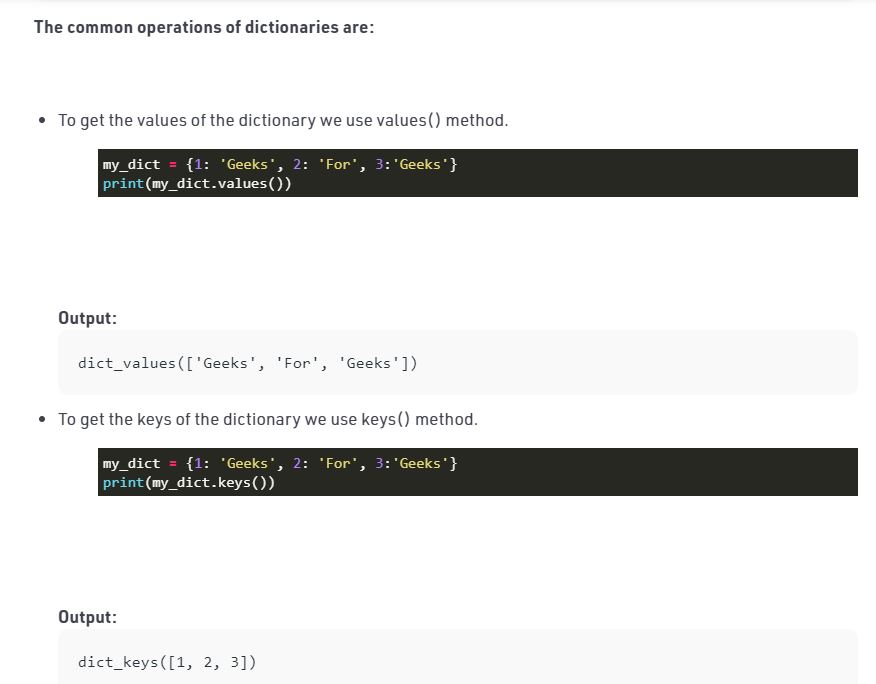 The common operations of dictionaries are:
• To get the values of the dictionary we use values() method.
my_dict = {1: 'Geeks', 2: 'For', 3:'Geeks'}
print(my_dict.values())
Output:
dict_values(['Geeks', 'For', 'Geeks'])
• To get the keys of the dictionary we use keys() method.
my_dict = {1: 'Geeks', 2: 'For', 3:'Geeks'}
print(my_dict.keys())
Output:
dict_keys([1, 2, 3])